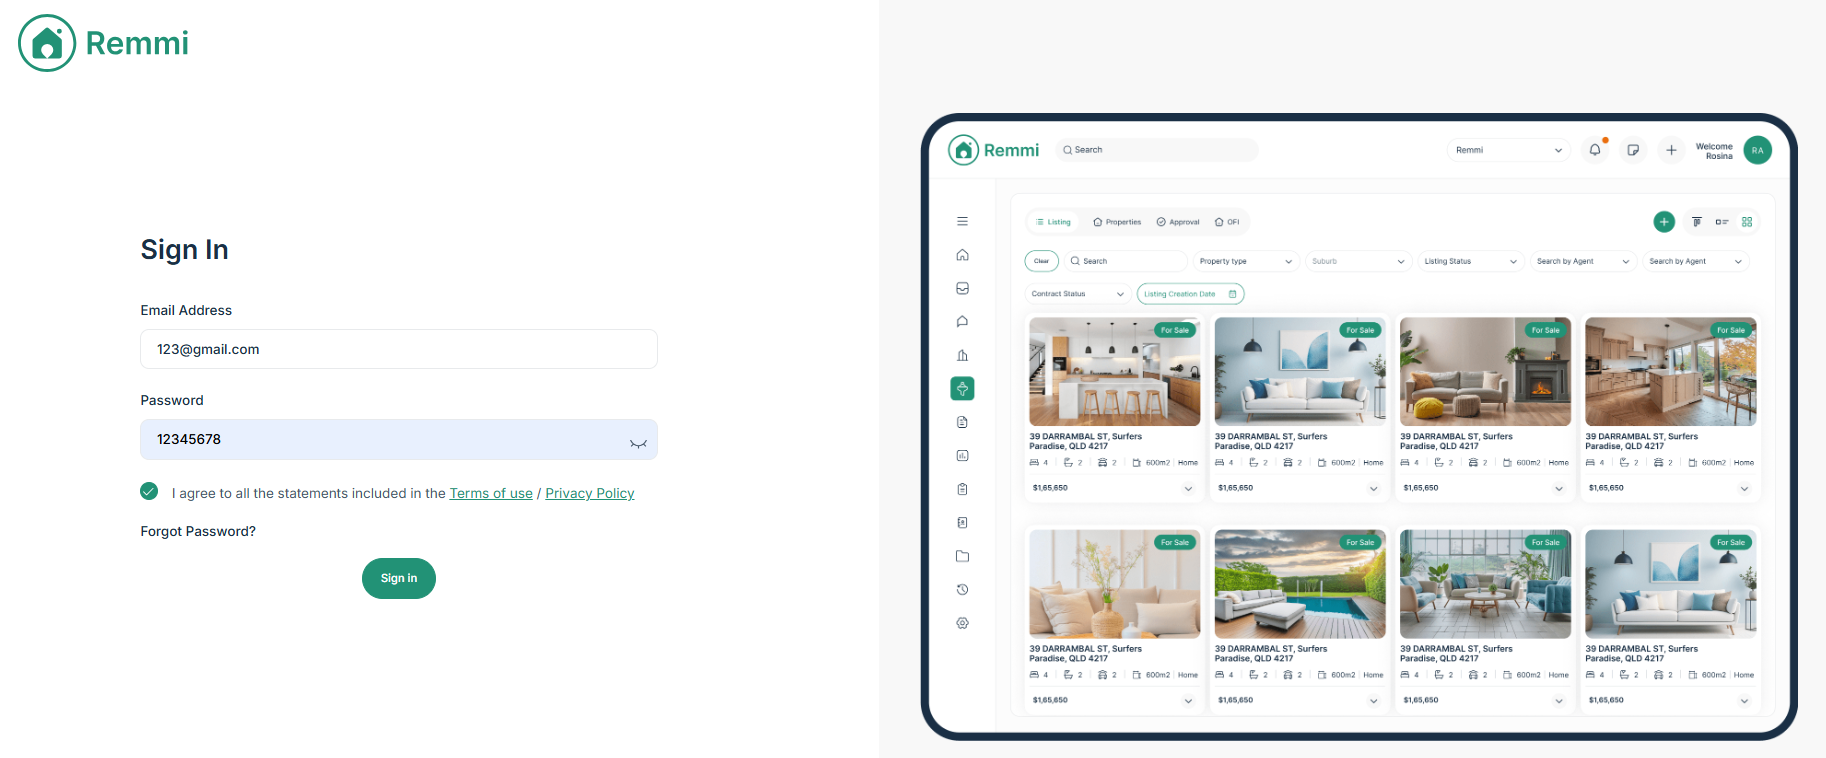 Remmi
Sign In
Email Address
123@gmail.com
Password
12345678
I agree to all the statements included in the Terms of use / Privacy Policy
Forgot Password?
Sign in
Remmi
Search
Remmi
Welcome
Rosina
RA
Listing
Properties
Approval
OFI
Clear
Search
Property type
Suburb
Listing Status
Search by Agent
Search by Agent
Contract Status
Listing Creation Date
For Sale
For Sale
For Sale
For Sale
39 DARRAMBAL ST, Surfers
Paradise, QLD 4217
4 2 2 600m2 Home
$1,65,650
39 DARRAMBAL ST, Surfers
Paradise, QLD 4217
4 2 2 600m2 Home
$1,65,650
39 DARRAMBAL ST, Surfers
Paradise, QLD 4217
4 2 2 600m2 Home
$1,65,650
39 DARRAMBAL ST, Surfers
Paradise, QLD 4217
4 2 2 600m2 Home
$1,65,650
For Sale
For Sale
For Sale
For Sale
39 DARRAMBAL ST, Surfers
Paradise, QLD 4217
4 2 2 600m2 Home
$1,65,650
39 DARRAMBAL ST, Surfers
Paradise, QLD 4217
4 2 2 600m2 Home
$1,65,650
39 DARRAMBAL ST, Surfers
Paradise, QLD 4217
4 2 2 600m2 Home
$1,65,650
39 DARRAMBAL ST, Surfers
Paradise, QLD 4217
4 2 2 600m2 Home
$1,65,650